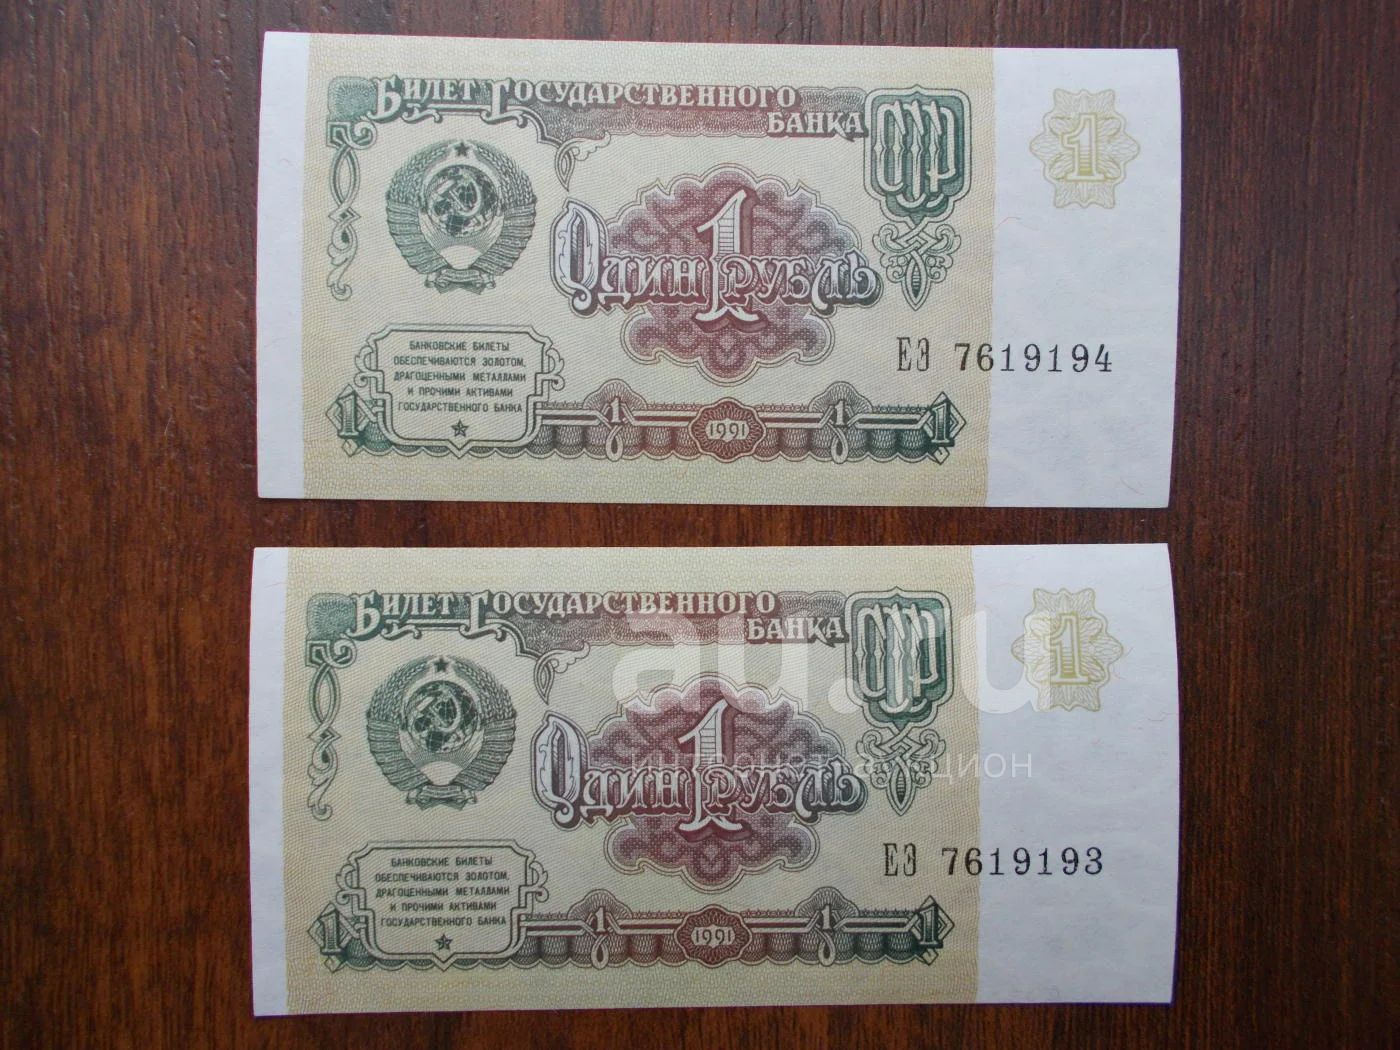 Билет Государственного
Банка
СССР
1
Один 1 рубль
ЕЭ 7619194
БАНКОВСКИЕ БИЛЕТЫ
ОБЕСПЕЧИВАЮТСЯ ЗОЛОТОМ,
ДРАГОЦЕННЫМИ МЕТАЛЛАМИ
И ПРОЧИМИ АКТИВАМИ
ГОСУДАРСТВЕННОГО БАНКА
1 1 1991 1 1
Билет Государственного
Банка
СССР
1
au.ru
интернет аукцион
Один 1 рубль
ЕЭ 7619193
БАНКОВСКИЕ БИЛЕТЫ
ОБЕСПЕЧИВАЮТСЯ ЗОЛОТОМ,
ДРАГОЦЕННЫМИ МЕТАЛЛАМИ
И ПРОЧИМИ АКТИВАМИ
ГОСУДАРСТВЕННОГО БАНКА
1 1 1991 1 1